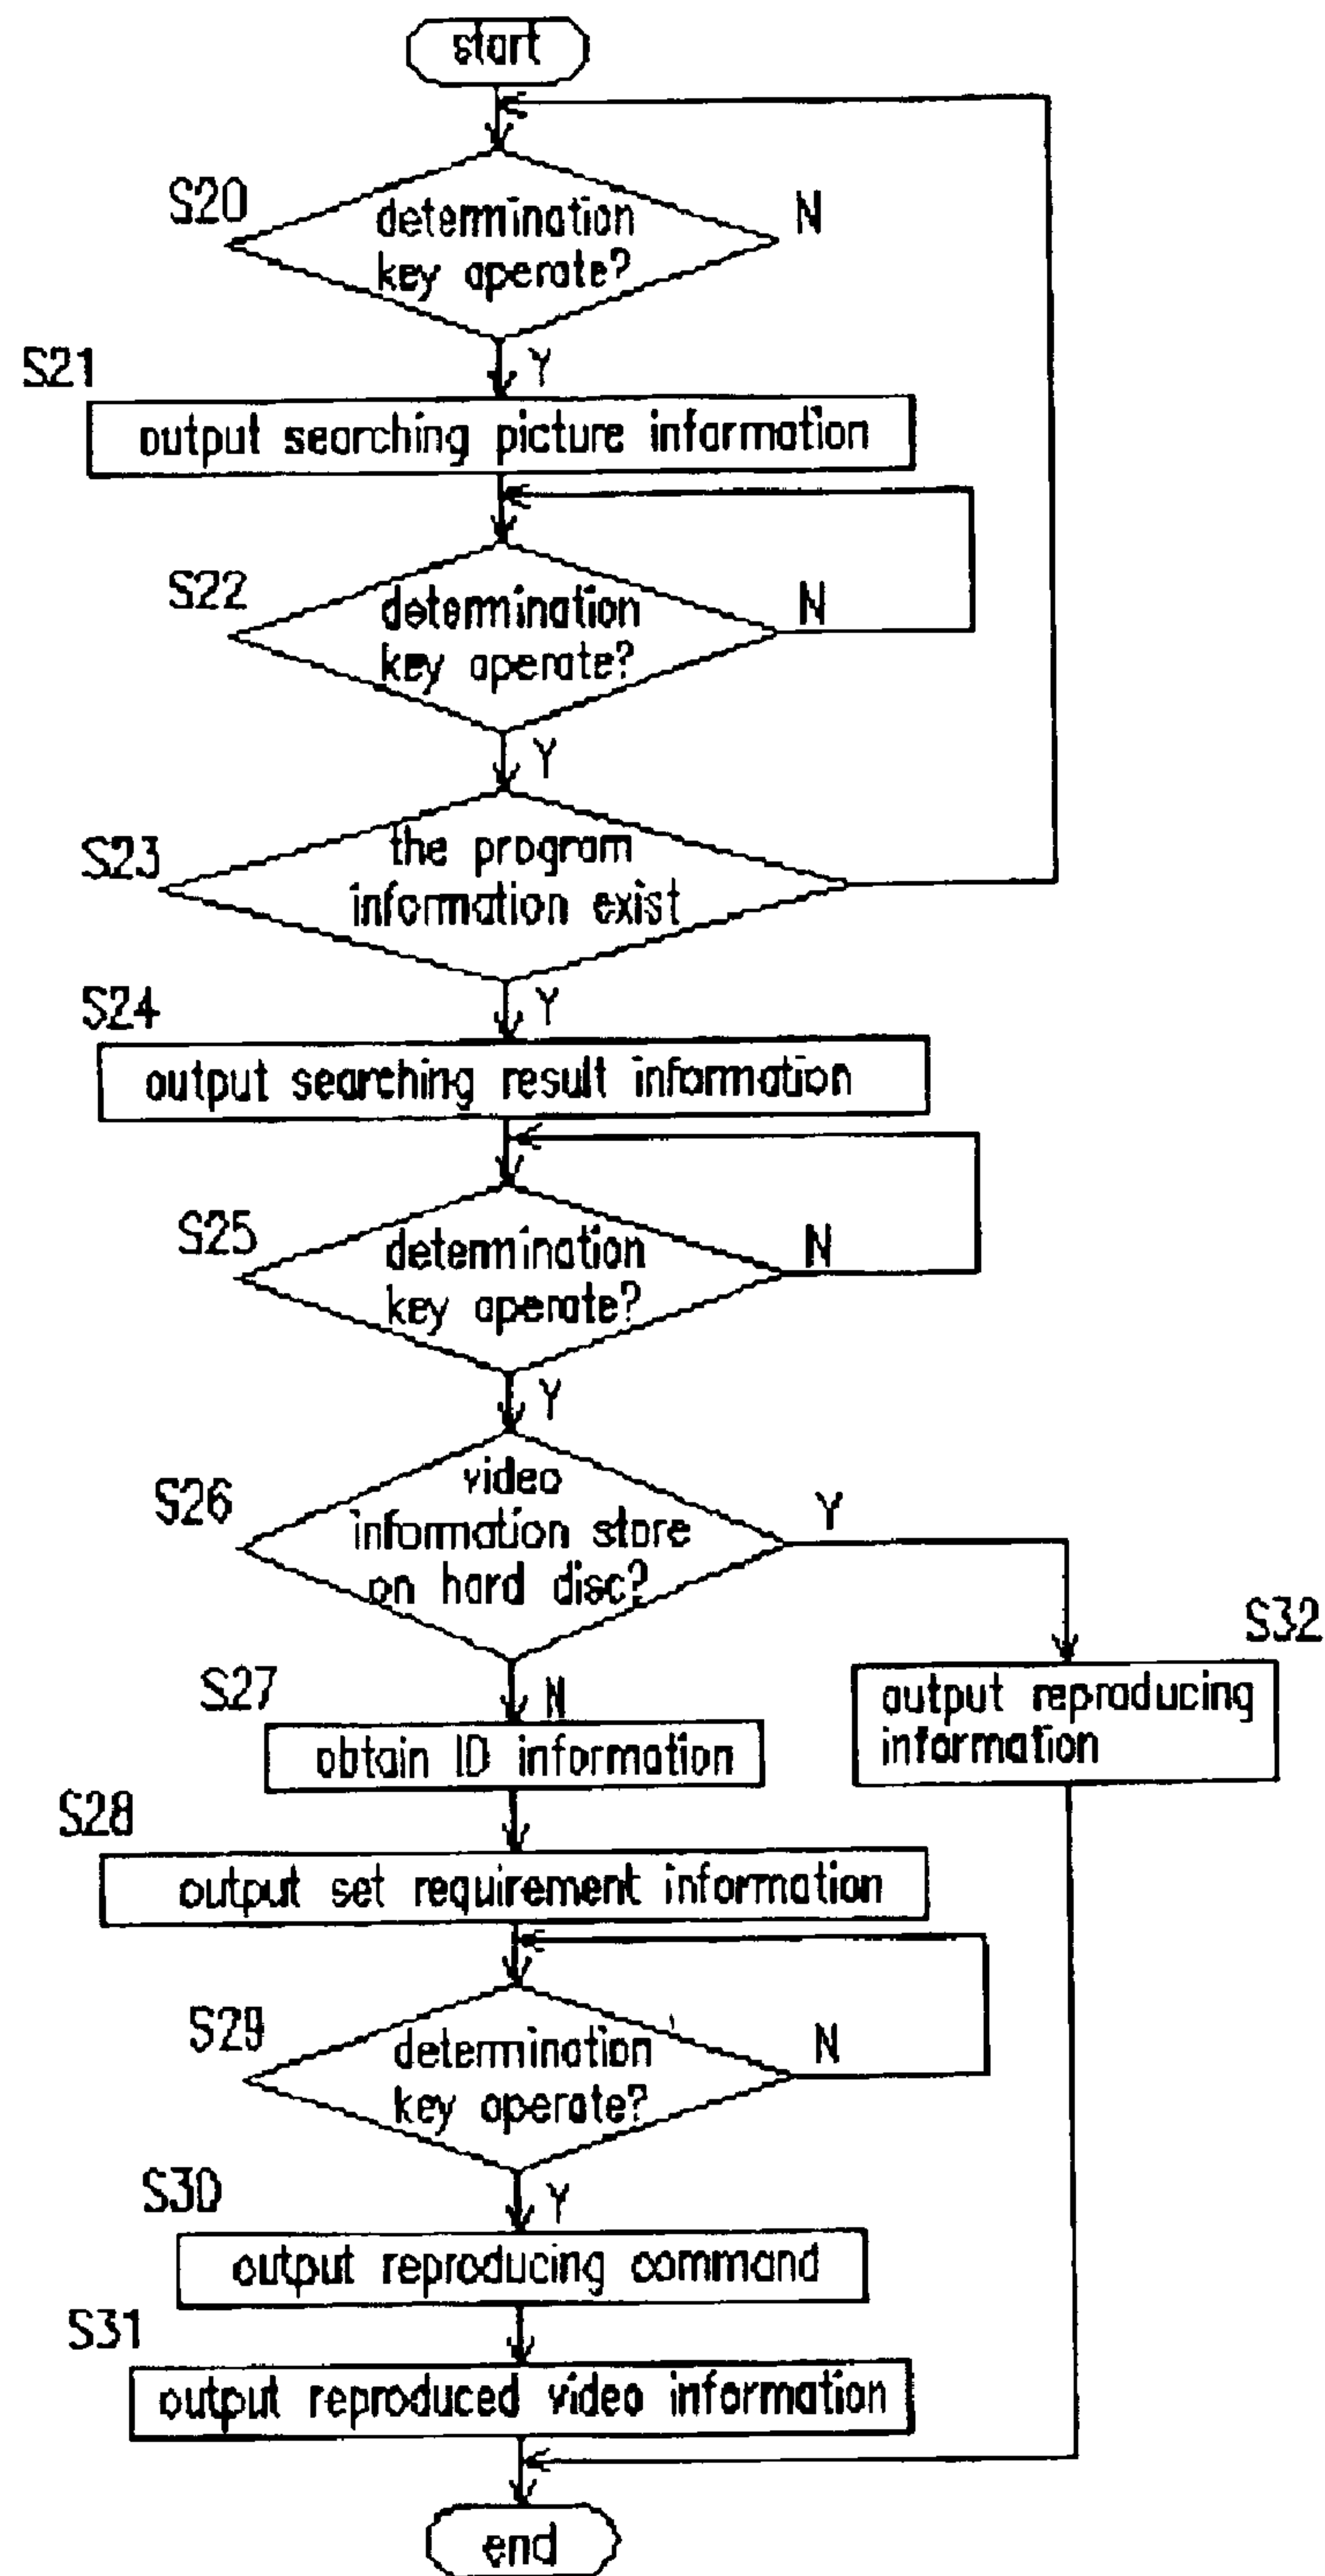 start
S20
determination
key operate?
N
Y
S21
output searching picture information
S22
determination
key operate?
N
Y
S23
the program
information exist
Y
S24
output searching result information
S25
determination
key operate?
N
Y
S26
video
information store
on hard disc?
Y
N
S32
output reproducing
information
S27
obtain ID information
S28
output set requirement information
S29
determination
key operate?
N
Y
S30
output reproducing command
S31
output reproduced video information
end